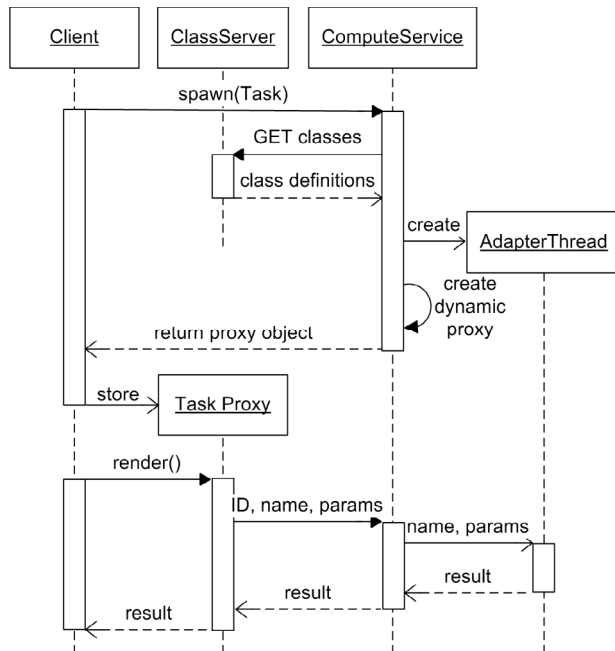 Client
ClassServer
ComputeService
spawn(Task)
GET classes
class definitions
create
AdapterThread
create
dynamic
proxy
return proxy object
store
Task Proxy
render()
ID, name, params
name, params
result
result
result